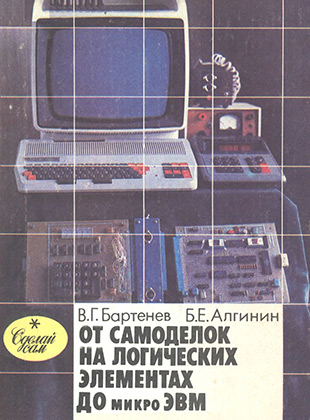 В.Г. Бартенев Б.Е. Алгинин
Сделай
сам
ОТ САМОДЕЛОК
НА ЛОГИЧЕСКИХ
ЭЛЕМЕНТАХ
ДО МИКРО ЭВМ